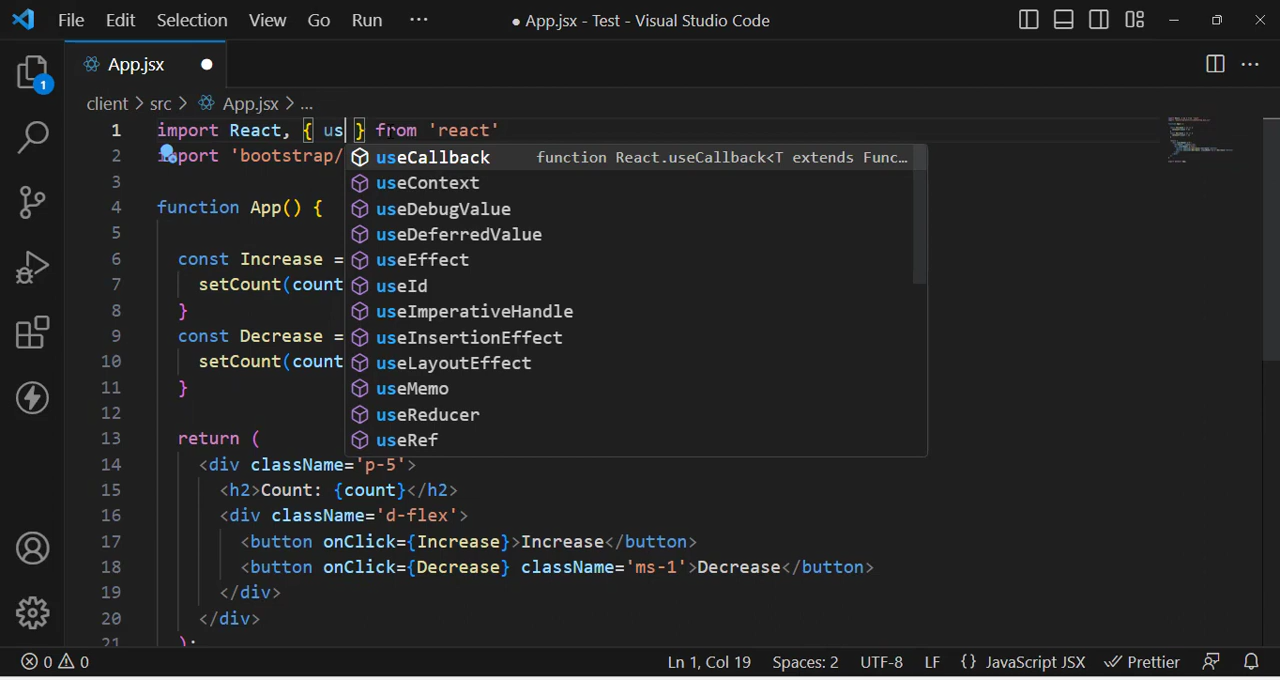 File Edit Selection View Go Run ··· ● App.jsx - Test - Visual Studio Code
1
App.jsx
client > src > App.jsx > ...
1 import React, { us } from 'react'
useCallback function React.useCallback<T extends Func…
2 import 'bootstrap/
useContext
3
useDebugValue
4 function App() {
useDeferredValue
5
useEffect
6 const Increase =
useId
7 setCount(count
useImperativeHandle
8 }
useInsertionEffect
9 const Decrease =
useLayoutEffect
10 setCount(count
useMemo
11 }
useReducer
12
useRef
13 return (
14 <div className='p-5'>
15 <h2>Count: {count}</h2>
16 <div className='d-flex'>
17 <button onClick={Increase}>Increase</button>
18 <button onClick={Decrease} className='ms-1'>Decrease</button>
19 </div>
20 </div>
21 );
0 0 Ln 1, Col 19 Spaces: 2 UTF-8 LF {} JavaScript JSX Prettier